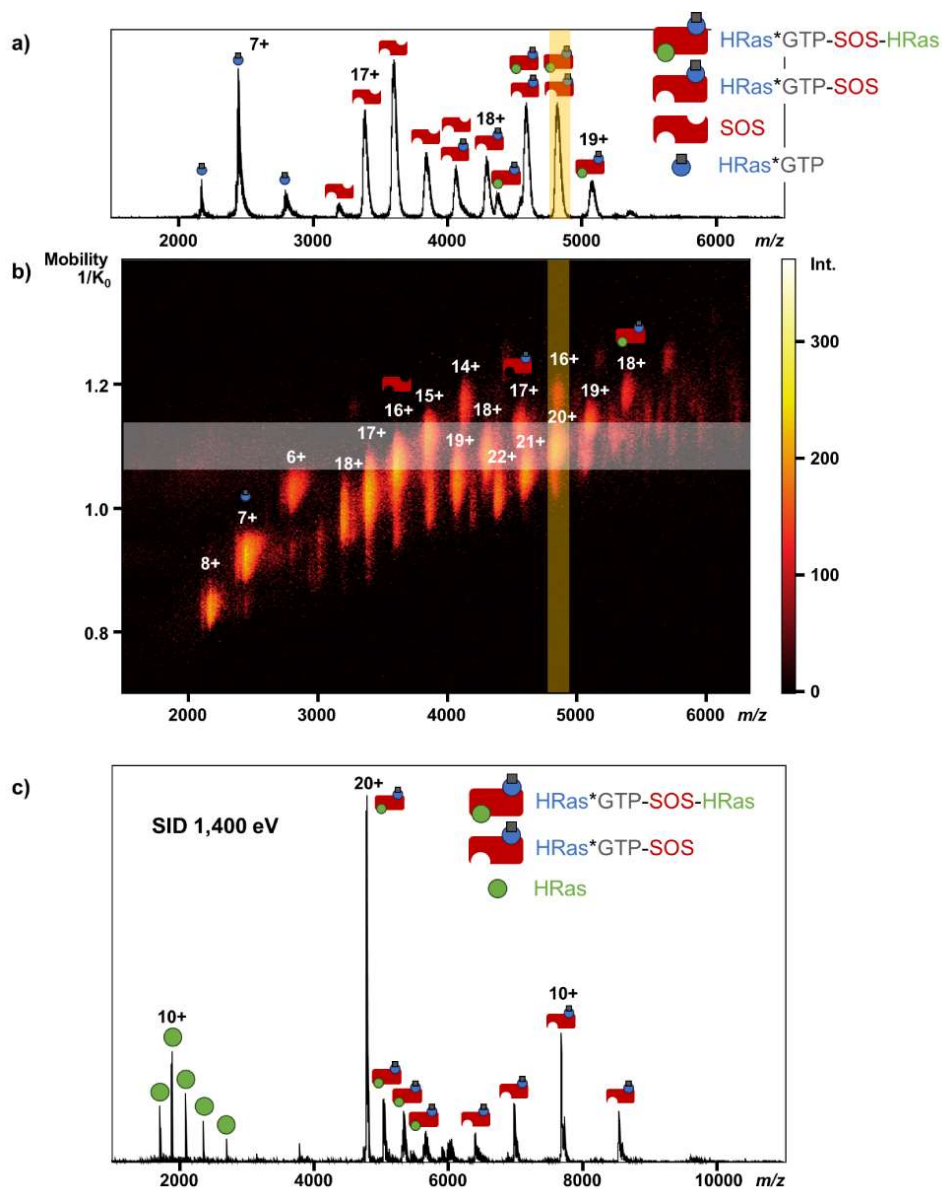 a)
7+
17+
18+
19+
HRas*GTP-SOS-HRas
HRas*GTP-SOS
SOS
HRas*GTP
2000 3000 4000 5000 6000 m/z
b)
Mobility
1/K0
1.2
1.0
0.8
8+
7+
6+
18+
17+
16+
15+
14+
19+
18+
22+
21+
17+
16+
20+
19+
18+
Int.
300
200
100
0
2000 3000 4000 5000 6000 m/z
c)
SID 1,400 eV
20+
HRas*GTP-SOS-HRas
HRas*GTP-SOS
HRas
10+
10+
2000 4000 6000 8000 10000 m/z